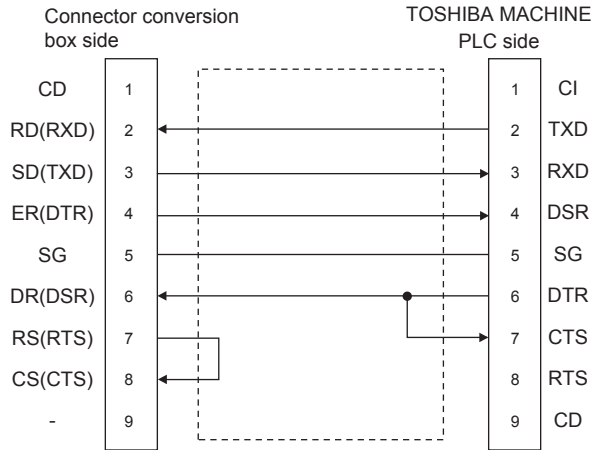 Connector conversion
box side
TOSHIBA MACHINE
PLC side
CD 1 1 CI
RD(RXD) 2 2 TXD
SD(TXD) 3 3 RXD
ER(DTR) 4 4 DSR
SG 5 5 SG
DR(DSR) 6 6 DTR
RS(RTS) 7 7 CTS
CS(CTS) 8 8 RTS
- 9 9 CD